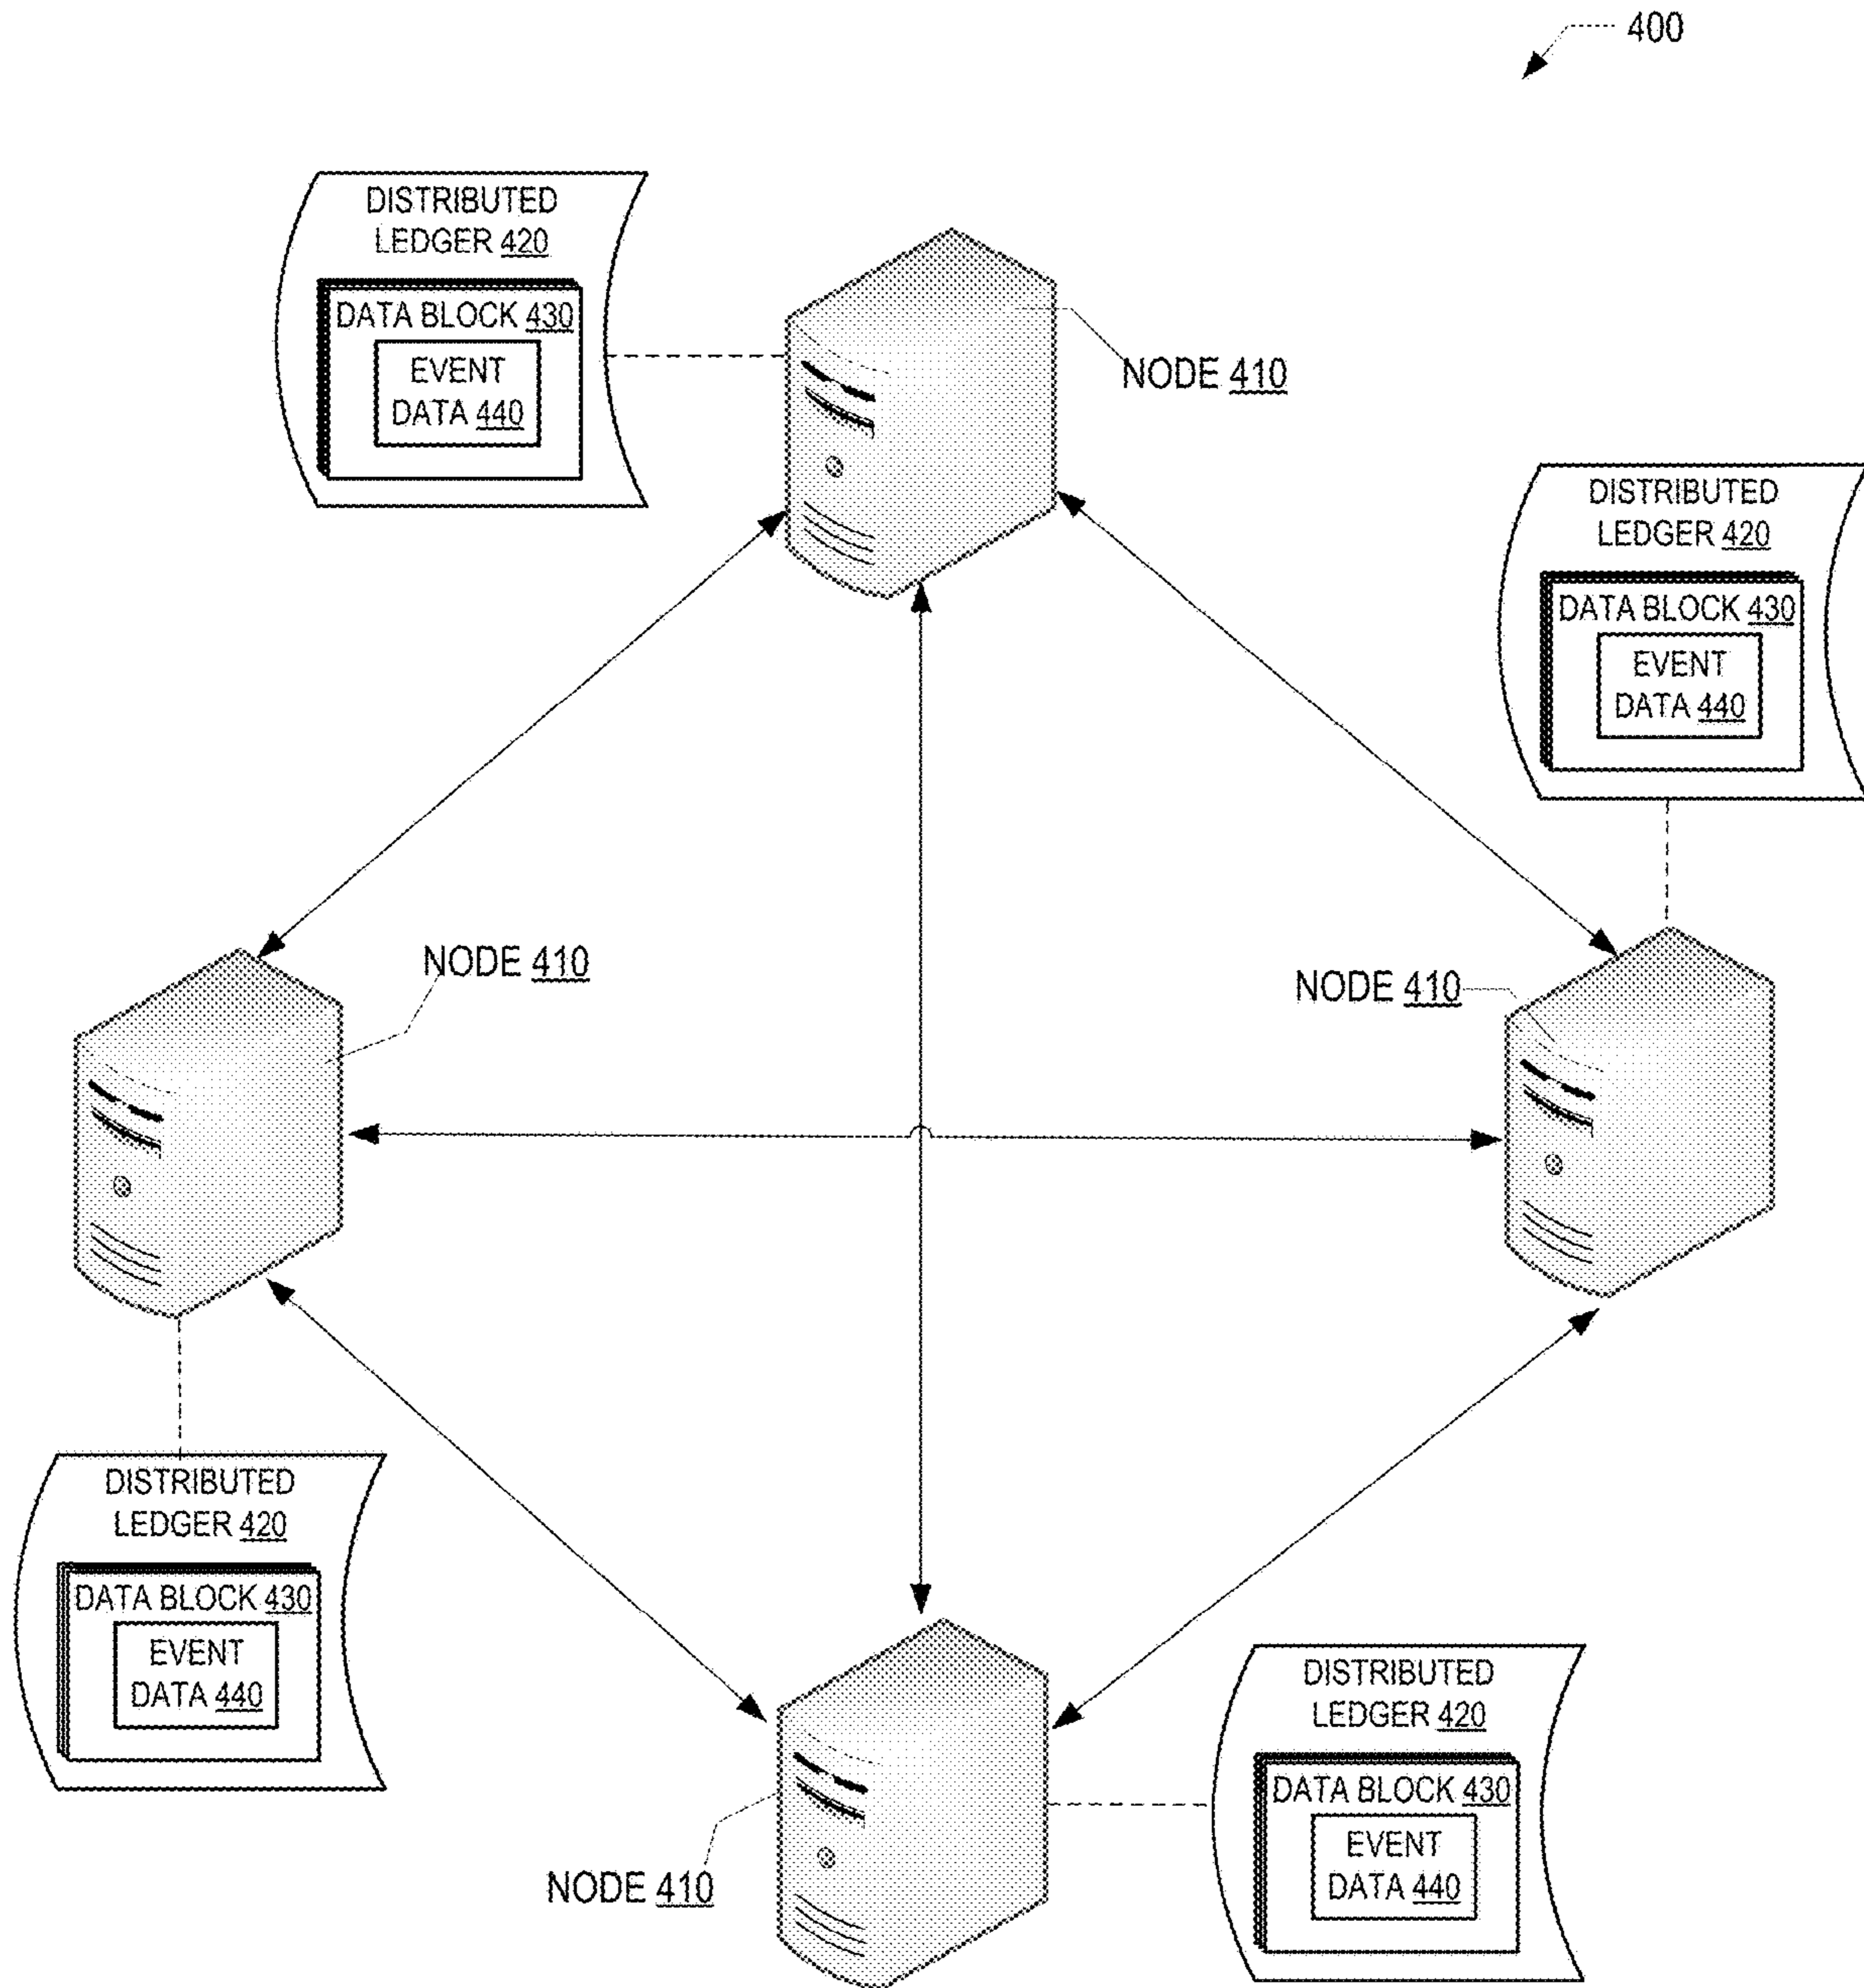 400
DISTRIBUTED
LEDGER 420
DATA BLOCK 430
EVENT
DATA 440
NODE 410
DISTRIBUTED
LEDGER 420
DATA BLOCK 430
EVENT
DATA 440
NODE 410
NODE 410
DISTRIBUTED
LEDGER 420
DATA BLOCK 430
EVENT
DATA 440
DISTRIBUTED
LEDGER 420
DATA BLOCK 430
EVENT
DATA 440
NODE 410